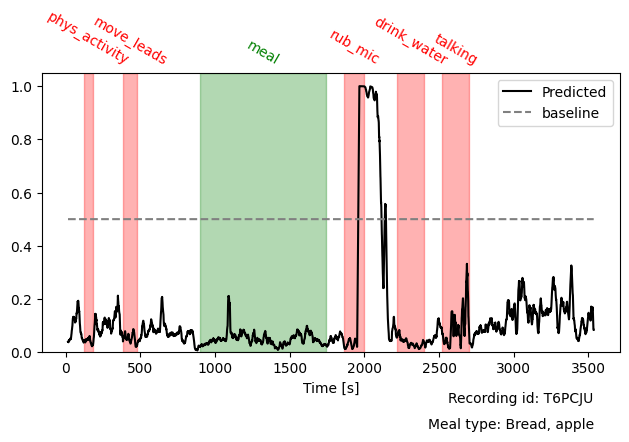 phys_activity
move_leads
meal
rub_mic
drink_water
talking
1.0
0.8
0.6
0.4
0.2
0.0
Predicted
baseline
0 500 1000 1500 2000 2500 3000 3500
Time [s]
Recording id: T6PCJU
Meal type: Bread, apple